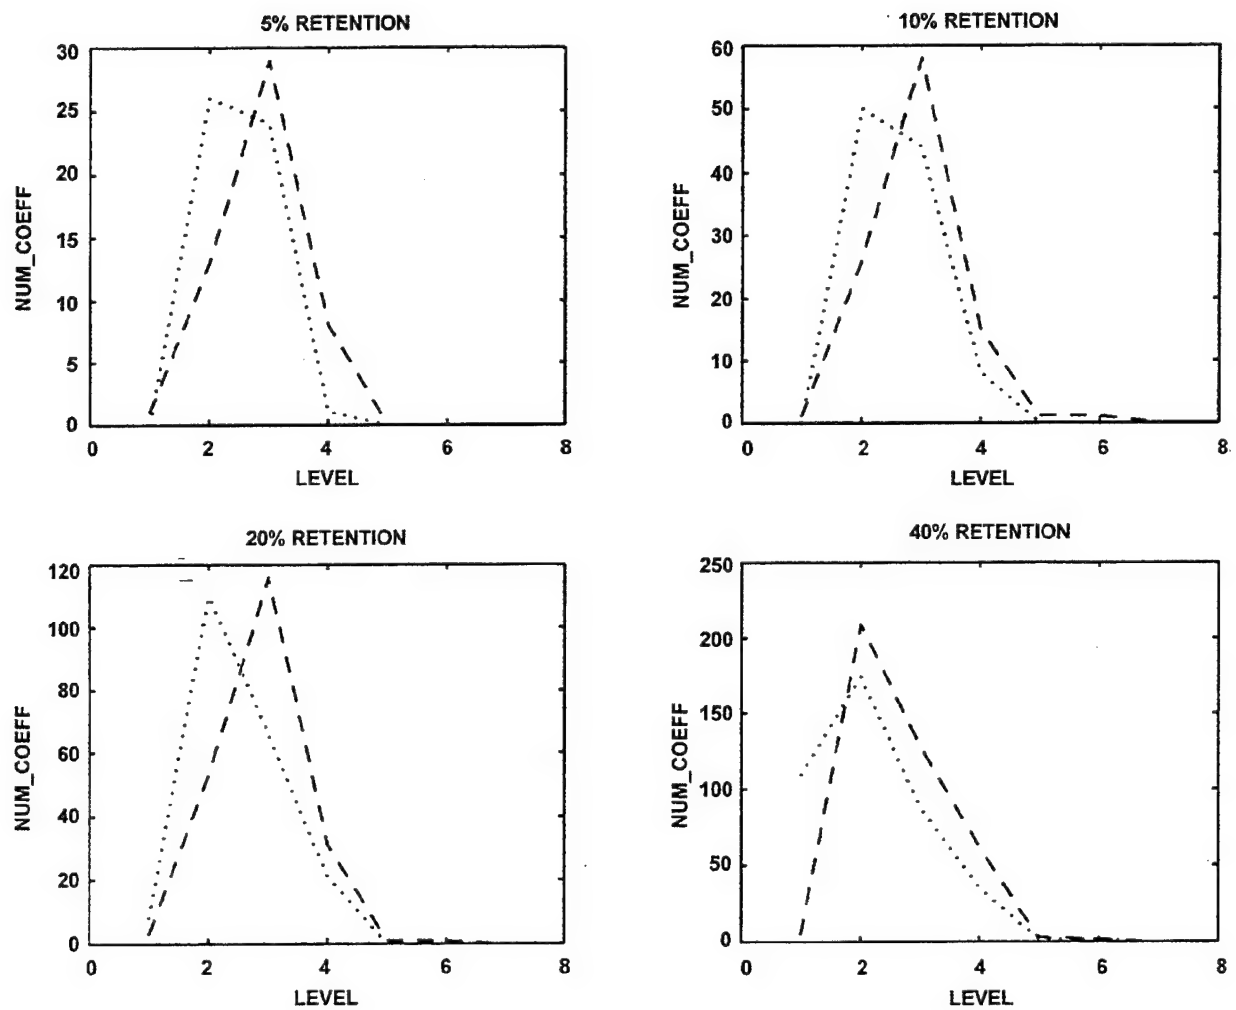 5% RETENTION
30
25
20
15
10
5
0
NUM_COEFF
0 2 4 6 8
LEVEL
10% RETENTION
60
50
40
30
20
10
0
NUM_COEFF
0 2 4 6 8
LEVEL
20% RETENTION
120
100
80
60
40
20
0
NUM_COEFF
0 2 4 6 8
LEVEL
40% RETENTION
250
200
150
100
50
0
NUM_COEFF
0 2 4 6 8
LEVEL